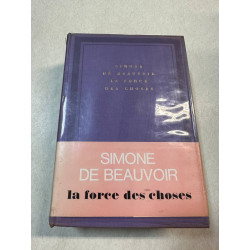 SIMONE
DE BEAUVOIR
LA FORCE
DES CHOSES
SIMONE
DE BEAUVOIR
la force des choses